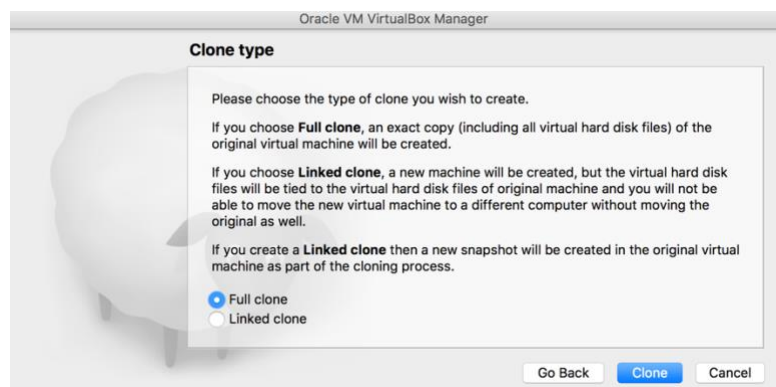 Oracle VM VirtualBox Manager
Clone type
Please choose the type of clone you wish to create.
If you choose Full clone, an exact copy (including all virtual hard disk files) of the
original virtual machine will be created.
If you choose Linked clone, a new machine will be created, but the virtual hard disk
files will be tied to the virtual hard disk files of original machine and you will not be
able to move the new virtual machine to a different computer without moving the
original as well.
If you create a Linked clone then a new snapshot will be created in the original virtual
machine as part of the cloning process.
Full clone
Linked clone
Go Back Clone Cancel